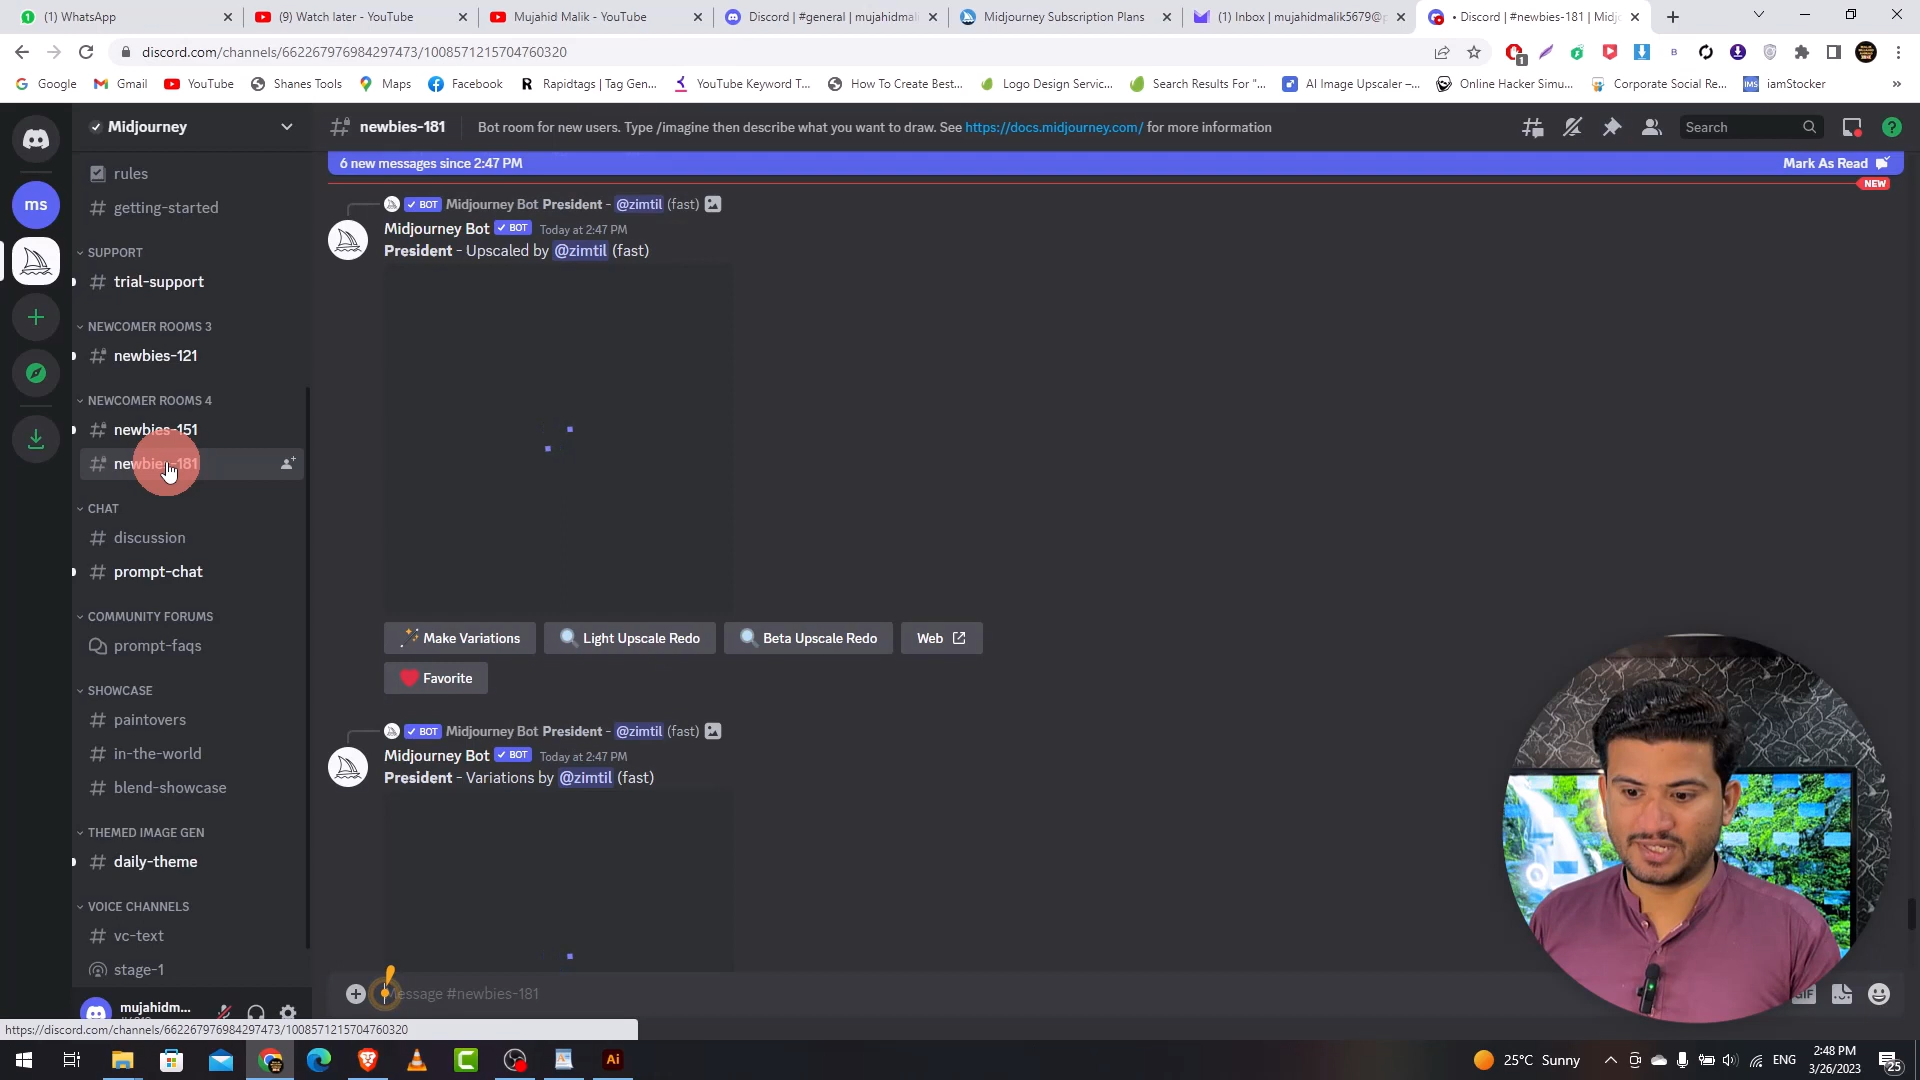 (1) WhatsApp
(9) Watch later - YouTube
Mujahid Malik - YouTube
Discord | #general | mujahidmali
Midjourney Subscription Plans
(1) Inbox | mujahidmalik5679@p
• Discord | #newbies-181 | Midj
discord.com/channels/662267976984297473/1008571215704760320
1
Google
Gmail
YouTube
Shanes Tools
Maps
Facebook
Rapidtags | Tag Gen...
YouTube Keyword T...
How To Create Best...
Logo Design Servic...
Search Results For "...
AI Image Upscaler –...
Online Hacker Simu...
Corporate Social Re...
iamStocker
»
Midjourney
newbies-181
Bot room for new users. Type /imagine then describe what you want to draw. See https://docs.midjourney.com/ for more information
Search
6 new messages since 2:47 PM
Mark As Read
NEW
ms
rules
getting-started
SUPPORT
trial-support
NEWCOMER ROOMS 3
newbies-121
NEWCOMER ROOMS 4
newbies-151
newbies-181
CHAT
discussion
prompt-chat
COMMUNITY FORUMS
prompt-faqs
SHOWCASE
paintovers
in-the-world
blend-showcase
THEMED IMAGE GEN
daily-theme
VOICE CHANNELS
vc-text
stage-1
mujahidm...
BOT Midjourney Bot President - @zimtil (fast)
Midjourney Bot BOT Today at 2:47 PM
President - Upscaled by @zimtil (fast)
Make Variations
Light Upscale Redo
Beta Upscale Redo
Web
Favorite
BOT Midjourney Bot President - @zimtil (fast)
Midjourney Bot BOT Today at 2:47 PM
President - Variations by @zimtil (fast)
Message #newbies-181
GIF
https://discord.com/channels/662267976984297473/1008571215704760320
Ai
25°C Sunny
ENG
2:48 PM
3/26/2023
25